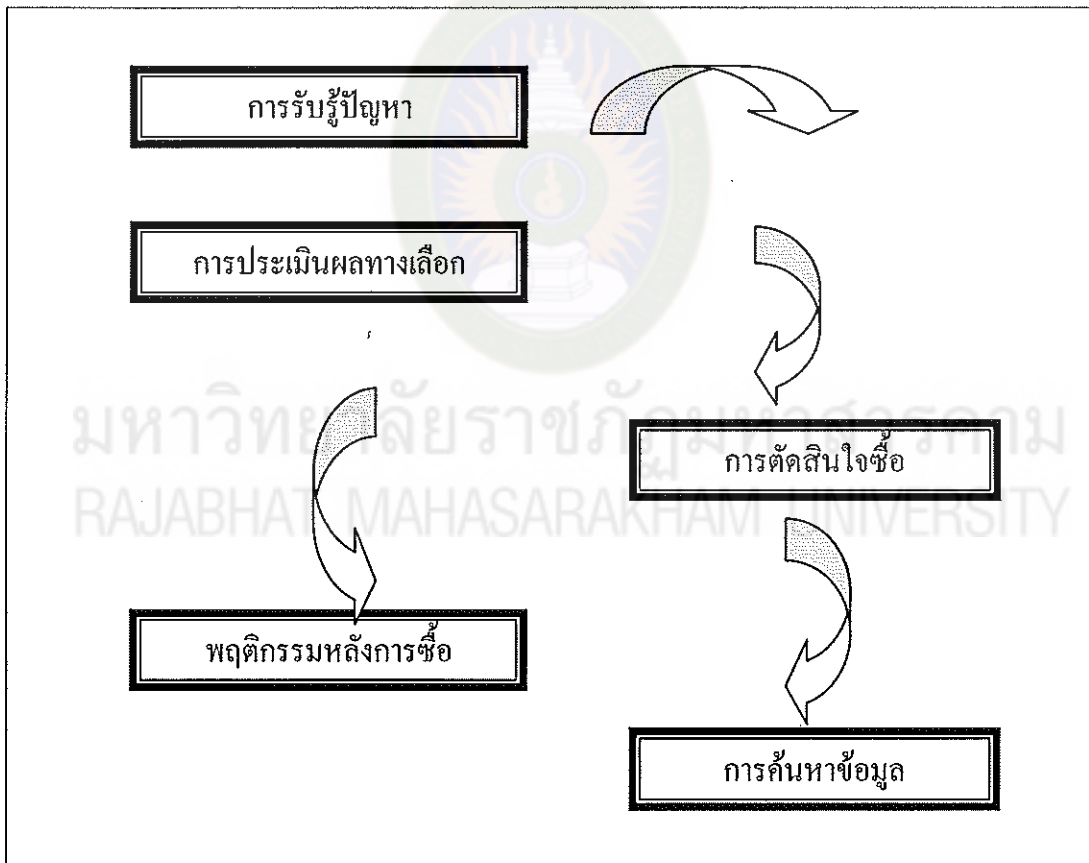 การรับรู้ปัญหา
การประเมินผลทางเลือก
มหาวิทยาลัยราชภัฏมหาสารคาม
การตัดสินใจซื้อ
RAJABHAT MAHASARAKHAM UNIVERSITY
พฤติกรรมหลังการซื้อ
การค้นหาข้อมูล